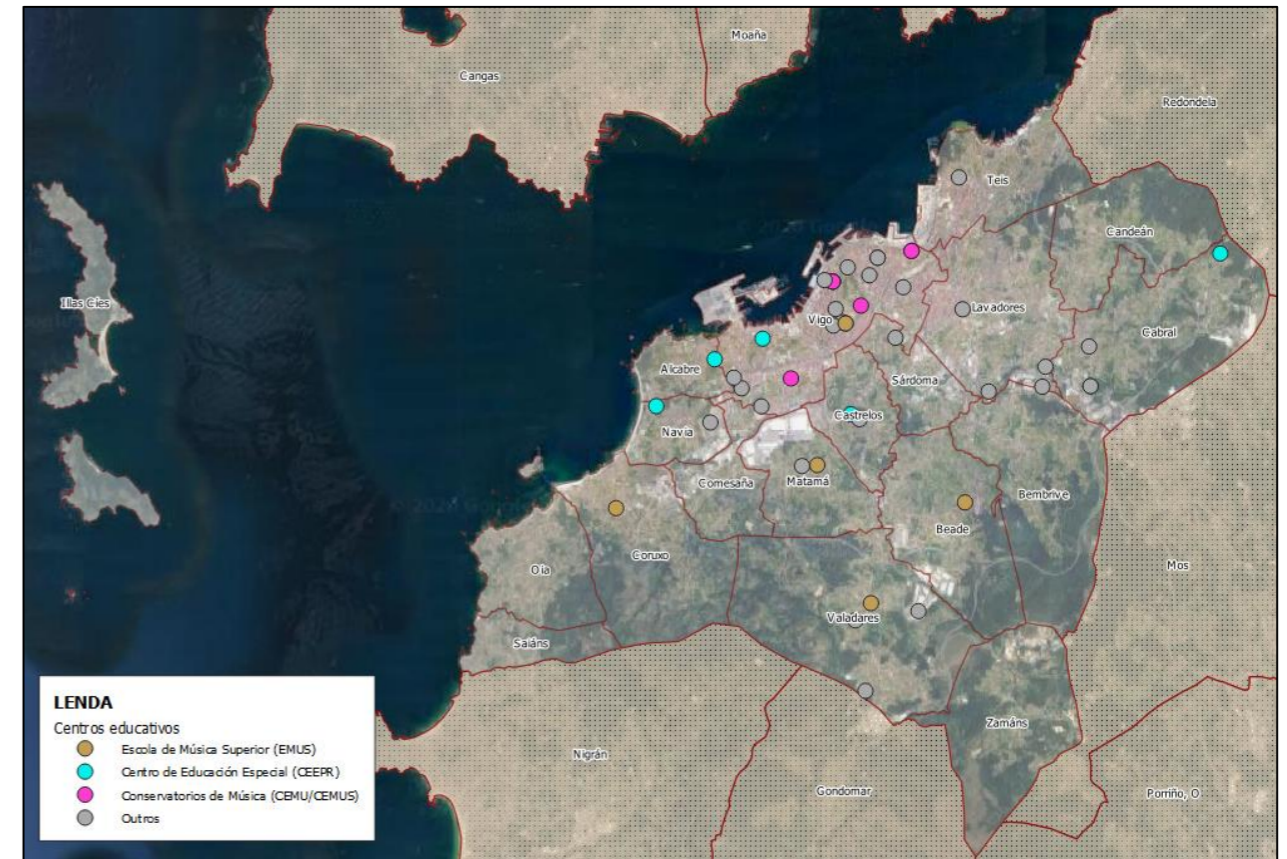 Moaña
Cangas
Redondela
Teis
Candeán
Illas Cíes
Lavadores
Vigo
Cabral
Alcabre
Sárdoma
Castrelos
Navia
Comesaña
Matamá
Bembrive
Beade
Coruxo
Oia
Mos
Valadares
Saiáns
Zamáns
Nigrán
Gondomar
Porriño, O
LENDA
Centros educativos
Escola de Música Superior (EMUS)
Centro de Educación Especial (CEEPR)
Conservatorios de Música (CEMU/CEMUS)
Outros